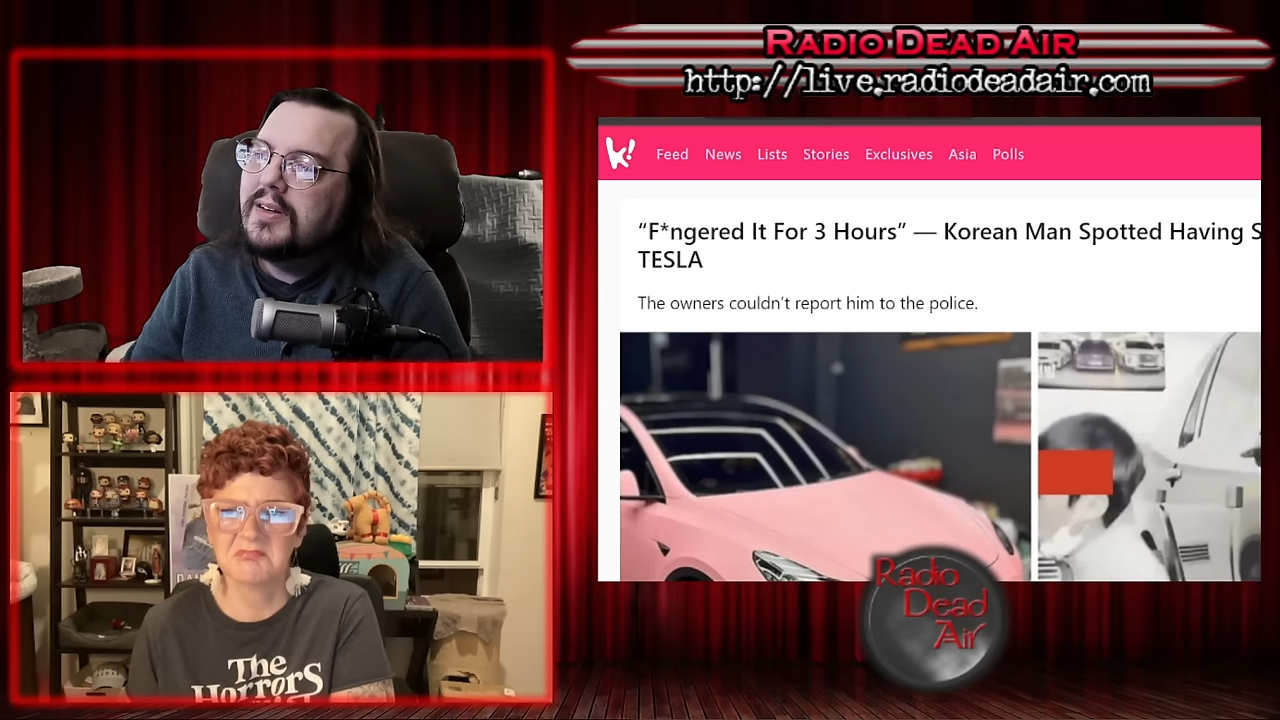 Radio Dead Air
http://live.radiodeadair.com
k! Feed News Lists Stories Exclusives Asia Polls
“F*ngered It For 3 Hours” — Korean Man Spotted Having S
TESLA
The owners couldn’t report him to the police.
Radio
Dead
Air
The
Horrors